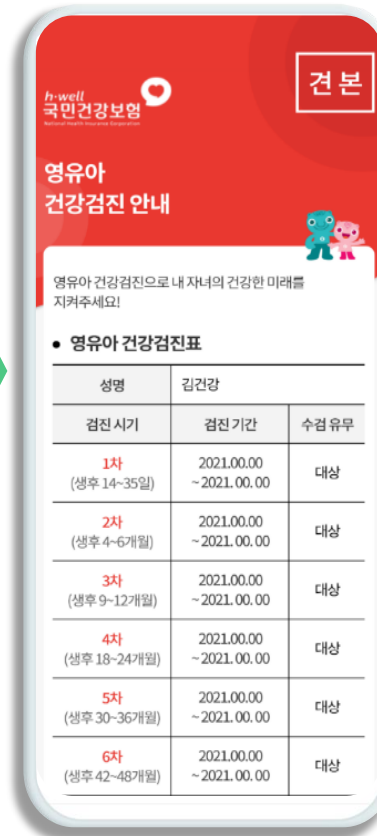 h·well
국민건강보험
National Health Insurance Corporation
견본
영유아
건강검진 안내
영유아 건강검진으로 내 자녀의 건강한 미래를
지켜주세요!
• 영유아 건강검진표
성명 김건강
검진 시기 검진 기간 수검 유무
1차 2021.00.00
(생후 14~35일) ~2021. 00. 00 대상
2차 2021.00.00
(생후 4~6개월) ~2021. 00. 00 대상
3차 2021.00.00
(생후 9~12개월) ~2021. 00. 00 대상
4차 2021.00.00
(생후 18~24개월) ~2021. 00. 00 대상
5차 2021.00.00
(생후 30~36개월) ~2021. 00. 00 대상
6차 2021.00.00
(생후 42~48개월) ~2021. 00. 00 대상